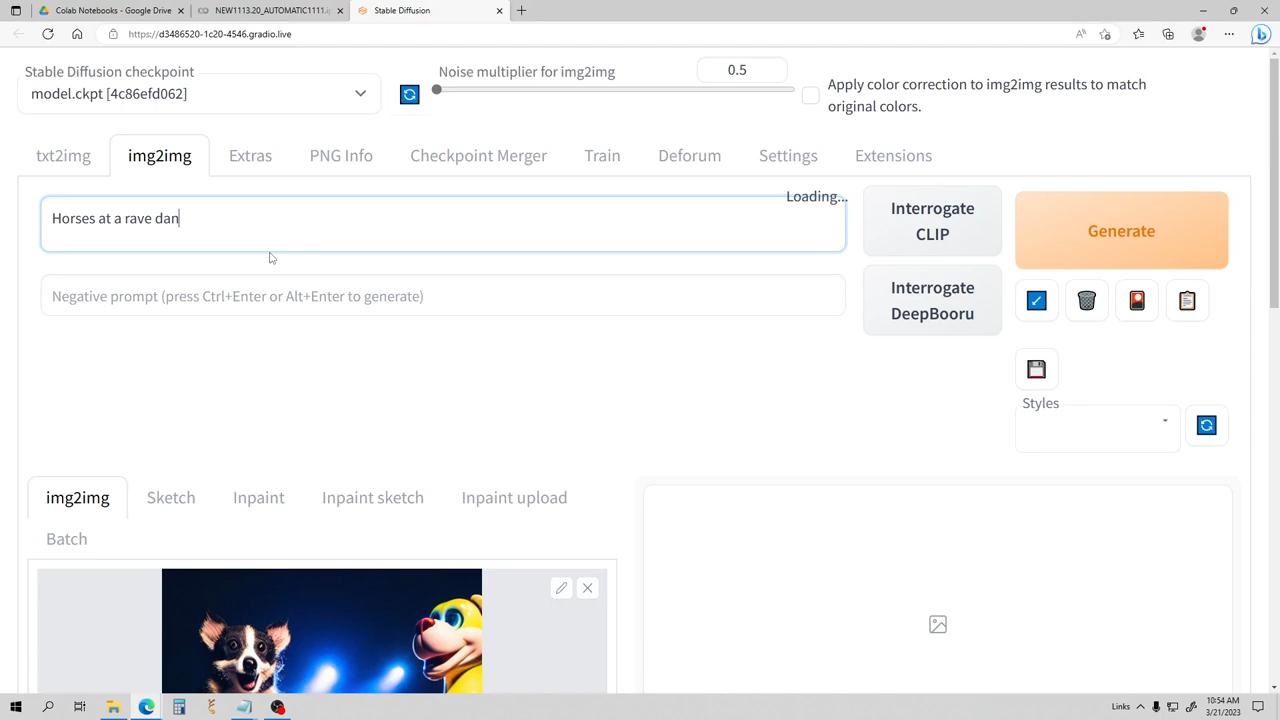 Colab Notebooks - Google Drive
NEW1113.20_AUTOMATIC1111.ip
Stable Diffusion
https://d3486520-1c20-4546.gradio.live
Stable Diffusion checkpoint
model.ckpt [4c86efd062]
Noise multiplier for img2img
0.5
Apply color correction to img2img results to match
original colors.
txt2img
img2img
Extras
PNG Info
Checkpoint Merger
Train
Deforum
Settings
Extensions
Loading...
Horses at a rave dan
Negative prompt (press Ctrl+Enter or Alt+Enter to generate)
Interrogate
CLIP
Interrogate
DeepBooru
Generate
Styles
img2img
Sketch
Inpaint
Inpaint sketch
Inpaint upload
Batch
Links
10:54 AM
3/21/2023